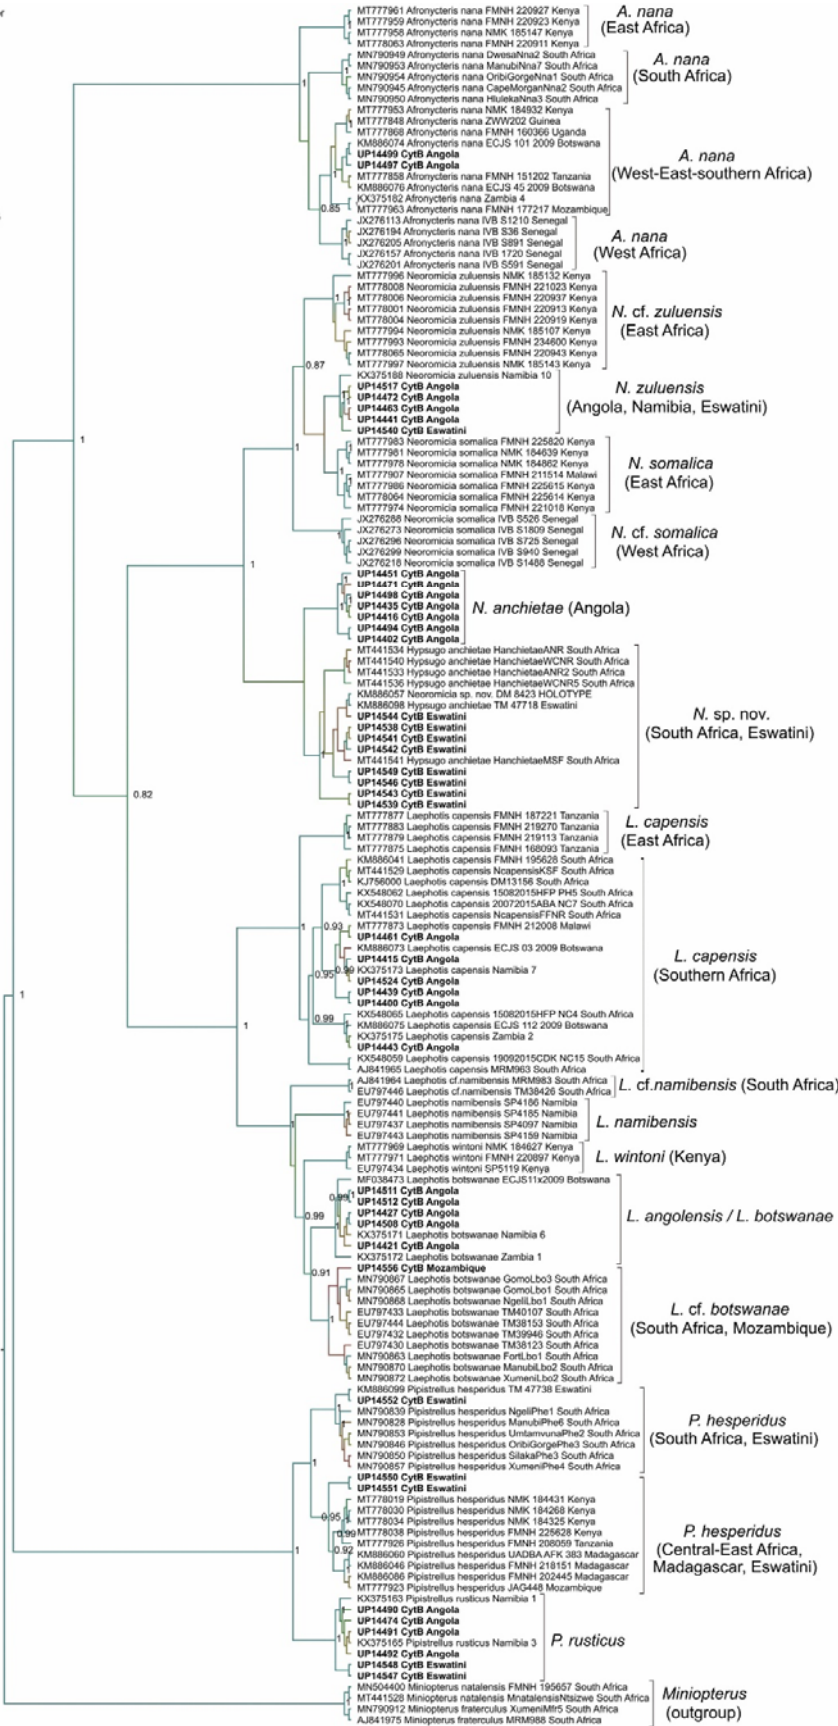 MT777961 Afronycteris nana FMNH 220927 Kenya
MT777959 Afronycteris nana FMNH 220923 Kenya
MT777958 Afronycteris nana NMK 185147 Kenya
MT778063 Afronycteris nana FMNH 220911 Kenya
A. nana
(East Africa)
MN790949 Afronycteris nana DwesaNna2 South Africa
MN790953 Afronycteris nana ManubiNna7 South Africa
MN790954 Afronycteris nana OribiGorgeNna1 South Africa
MN790945 Afronycteris nana CapeMorganNna2 South Africa
MN790950 Afronycteris nana HlulekaNna3 South Africa
A. nana
(South Africa)
1
MT777953 Afronycteris nana NMK 184932 Kenya
MT777848 Afronycteris nana ZWW202 Guinea
MT777868 Afronycteris nana FMNH 160366 Uganda
KM886074 Afronycteris nana ECJS 101 2009 Botswana
UP14499 CytB Angola
UP14497 CytB Angola
MT777858 Afronycteris nana FMNH 151202 Tanzania
KM886076 Afronycteris nana ECJS 45 2009 Botswana
KX375182 Afronycteris nana Zambia 4
MT777963 Afronycteris nana FMNH 177217 Mozambique
A. nana
(West-East-southern Africa)
1
0.85
JX276113 Afronycteris nana IVB S1210 Senegal
JX276194 Afronycteris nana IVB S36 Senegal
JX276205 Afronycteris nana IVB S891 Senegal
JX276157 Afronycteris nana IVB 1720 Senegal
JX276201 Afronycteris nana IVB S591 Senegal
A. nana
(West Africa)
MT777996 Neoromicia zuluensis NMK 185132 Kenya
MT778008 Neoromicia zuluensis FMNH 221023 Kenya
MT778006 Neoromicia zuluensis FMNH 220937 Kenya
MT778001 Neoromicia zuluensis FMNH 220913 Kenya
MT778004 Neoromicia zuluensis FMNH 220919 Kenya
MT777994 Neoromicia zuluensis NMK 185107 Kenya
MT777993 Neoromicia zuluensis FMNH 234600 Kenya
MT778065 Neoromicia zuluensis FMNH 220943 Kenya
MT777997 Neoromicia zuluensis NMK 185143 Kenya
N. cf. zuluensis
(East Africa)
1
0.87
KX375188 Neoromicia zuluensis Namibia 10
UP14517 CytB Angola
UP14472 CytB Angola
UP14463 CytB Angola
UP14441 CytB Angola
UP14540 CytB Eswatini
N. zuluensis
(Angola, Namibia, Eswatini)
1
1
MT777983 Neoromicia somalica FMNH 225820 Kenya
MT777981 Neoromicia somalica NMK 184639 Kenya
MT777978 Neoromicia somalica NMK 184862 Kenya
MT777907 Neoromicia somalica FMNH 211514 Malawi
MT777986 Neoromicia somalica FMNH 225615 Kenya
MT778064 Neoromicia somalica FMNH 225614 Kenya
MT777974 Neoromicia somalica FMNH 221018 Kenya
N. somalica
(East Africa)
1
1
JX276288 Neoromicia somalica IVB S526 Senegal
JX276273 Neoromicia somalica IVB S1809 Senegal
JX276296 Neoromicia somalica IVB S725 Senegal
JX276299 Neoromicia somalica IVB S940 Senegal
JX276218 Neoromicia somalica IVB S1488 Senegal
N. cf. somalica
(West Africa)
1
UP14451 CytB Angola
UP14471 CytB Angola
UP14498 CytB Angola
UP14435 CytB Angola
UP14416 CytB Angola
UP14494 CytB Angola
UP14402 CytB Angola
N. anchietae (Angola)
1
1
MT441534 Hypsugo anchietae HanchietaeANR South Africa
MT441540 Hypsugo anchietae HanchietaeWCNR South Africa
MT441533 Hypsugo anchietae HanchietaeANR2 South Africa
MT441536 Hypsugo anchietae HanchietaeWCNR5 South Africa
KM886057 Neoromicia sp. nov. DM 8423 HOLOTYPE
KM886098 Hypsugo anchietae TM 47718 Eswatini
UP14544 CytB Eswatini
UP14538 CytB Eswatini
UP14541 CytB Eswatini
UP14542 CytB Eswatini
MT441541 Hypsugo anchietae HanchietaeMSF South Africa
UP14549 CytB Eswatini
UP14546 CytB Eswatini
UP14543 CytB Eswatini
UP14539 CytB Eswatini
N. sp. nov.
(South Africa, Eswatini)
1
0.82
MT777877 Laephotis capensis FMNH 187221 Tanzania
MT777883 Laephotis capensis FMNH 219270 Tanzania
MT777879 Laephotis capensis FMNH 219113 Tanzania
MT777875 Laephotis capensis FMNH 168093 Tanzania
L. capensis
(East Africa)
KM886041 Laephotis capensis FMNH 195628 South Africa
MT441529 Laephotis capensis NcapensisKSF South Africa
KJ756000 Laephotis capensis DM13156 South Africa
KX548062 Laephotis capensis 15082015HFP PH5 South Africa
KX548070 Laephotis capensis 20072015ABA NC7 South Africa
MT441531 Laephotis capensis NcapensisFFNR South Africa
MT777873 Laephotis capensis FMNH 212008 Malawi
UP14461 CytB Angola
KM886073 Laephotis capensis ECJS 03 2009 Botswana
UP14415 CytB Angola
KX375173 Laephotis capensis Namibia 7
UP14524 CytB Angola
UP14439 CytB Angola
UP14400 CytB Angola
KX548065 Laephotis capensis 15082015HFP NC4 South Africa
KM886075 Laephotis capensis ECJS 112 2009 Botswana
KX375175 Laephotis capensis Zambia 2
UP14443 CytB Angola
KX548059 Laephotis capensis 19092015CDK NC15 South Africa
AJ841965 Laephotis capensis MRM963 South Africa
L. capensis
(Southern Africa)
1
1
0.93
0.95
0.99
1
AJ841964 Laephotis cf.namibensis MRM983 South Africa
EU797446 Laephotis cf.namibensis TM38426 South Africa
L. cf.namibensis (South Africa)
EU797440 Laephotis namibensis SP4186 Namibia
EU797441 Laephotis namibensis SP4185 Namibia
EU797437 Laephotis namibensis SP4097 Namibia
EU797443 Laephotis namibensis SP4159 Namibia
L. namibensis
1
MT777969 Laephotis wintoni NMK 184627 Kenya
MT777971 Laephotis wintoni FMNH 220897 Kenya
EU797434 Laephotis wintoni SP5119 Kenya
L. wintoni (Kenya)
MF038473 Laephotis botswanae ECJS11x2009 Botswana
UP14511 CytB Angola
UP14512 CytB Angola
UP14427 CytB Angola
UP14508 CytB Angola
KX375171 Laephotis botswanae Namibia 6
UP14421 CytB Angola
KX375172 Laephotis botswanae Zambia 1
L. angolensis / L. botswanae
0.99
0.99
1
0.91
UP14556 CytB Mozambique
MN790867 Laephotis botswanae GomoLbo3 South Africa
MN790865 Laephotis botswanae GomoLbo1 South Africa
MN790868 Laephotis botswanae NgeliLbo1 South Africa
EU797433 Laephotis botswanae TM40107 South Africa
EU797444 Laephotis botswanae TM38153 South Africa
EU797432 Laephotis botswanae TM39946 South Africa
EU797430 Laephotis botswanae TM38123 South Africa
MN790863 Laephotis botswanae FortLbo1 South Africa
MN790870 Laephotis botswanae ManubiLbo2 South Africa
MN790872 Laephotis botswanae XumeniLbo2 South Africa
L. cf. botswanae
(South Africa, Mozambique)
1
KM886099 Pipistrellus hesperidus TM 47738 Eswatini
UP14552 CytB Eswatini
MN790839 Pipistrellus hesperidus NgeliPhe1 South Africa
MN790828 Pipistrellus hesperidus ManubiPhe6 South Africa
MN790853 Pipistrellus hesperidus UmtamvunaPhe2 South Africa
MN790846 Pipistrellus hesperidus OribiGorgePhe3 South Africa
MN790850 Pipistrellus hesperidus SilakaPhe3 South Africa
MN790857 Pipistrellus hesperidus XumeniPhe4 South Africa
P. hesperidus
(South Africa, Eswatini)
1
1
UP14550 CytB Eswatini
UP14551 CytB Eswatini
MT778019 Pipistrellus hesperidus NMK 184431 Kenya
MT778030 Pipistrellus hesperidus NMK 184268 Kenya
MT778034 Pipistrellus hesperidus NMK 184325 Kenya
MT778038 Pipistrellus hesperidus FMNH 225628 Kenya
MT777926 Pipistrellus hesperidus FMNH 208059 Tanzania
KM886060 Pipistrellus hesperidus UADBA AFK 383 Madagascar
KM886046 Pipistrellus hesperidus FMNH 218151 Madagascar
KM886086 Pipistrellus hesperidus FMNH 202445 Madagascar
MT777923 Pipistrellus hesperidus JAG448 Mozambique
P. hesperidus
(Central-East Africa,
Madagascar, Eswatini)
0.95
0.99
0.92
1
KX375163 Pipistrellus rusticus Namibia 1
UP14490 CytB Angola
UP14474 CytB Angola
UP14491 CytB Angola
KX375165 Pipistrellus rusticus Namibia 3
UP14492 CytB Angola
UP14548 CytB Eswatini
UP14547 CytB Eswatini
P. rusticus
1
MN504400 Miniopterus natalensis FMNH 195657 South Africa
MT441528 Miniopterus natalensis MnatalensisNtsizwe South Africa
MN790912 Miniopterus fraterculus XumeniMfr5 South Africa
AJ841975 Miniopterus fraterculus MRM988 South Africa
Miniopterus
(outgroup)